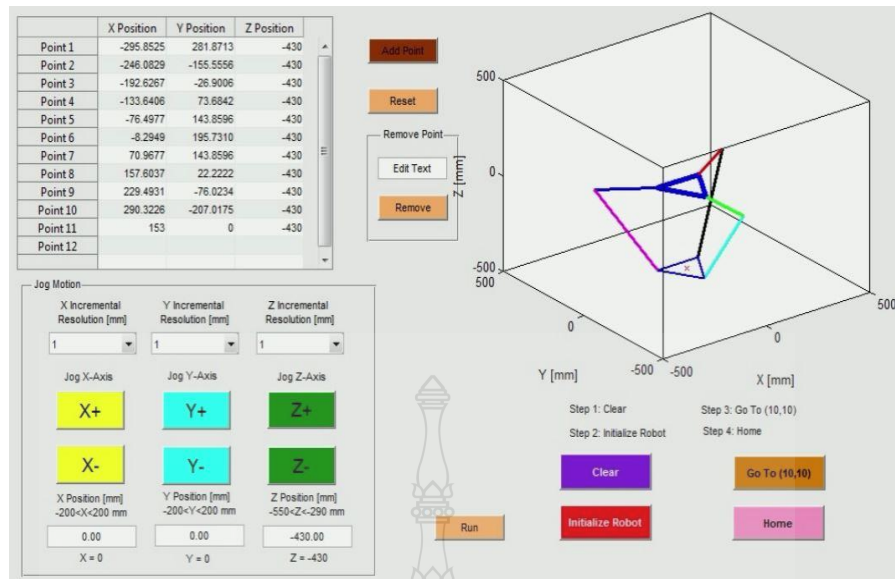 X Position Y Position Z Position
Point 1 -295.8525 281.8713 -430
Point 2 -246.0829 -155.5556 -430
Point 3 -192.6267 -26.9006 -430
Point 4 -133.6406 73.6842 -430
Point 5 -76.4977 143.8596 -430
Point 6 -8.2949 195.7310 -430
Point 7 70.9677 143.8596 -430
Point 8 157.6037 22.2222 -430
Point 9 229.4931 -76.0234 -430
Point 10 290.3226 -207.0175 -430
Point 11 153 0 -430
Point 12
Add Point
Reset
Remove Point
Edit Text
Remove
500
0
-500
Z [mm]
500
0
-500
Y [mm]
-500
0
500
X [mm]
x
Jog Motion
X Incremental Y Incremental Z Incremental
Resolution [mm] Resolution [mm] Resolution [mm]
1 1 1
Jog X-Axis Jog Y-Axis Jog Z-Axis
X+ Y+ Z+
X- Y- Z-
X Position [mm] Y Position [mm] Z Position [mm]
-200<X<200 mm -200<Y<200 mm -550<Z<-290 mm
0.00 0.00 -430.00
X = 0 Y = 0 Z = -430
Run
Step 1: Clear Step 3: Go To (10,10)
Step 2: Initialize Robot Step 4: Home
Clear Go To (10,10)
Initialize Robot Home